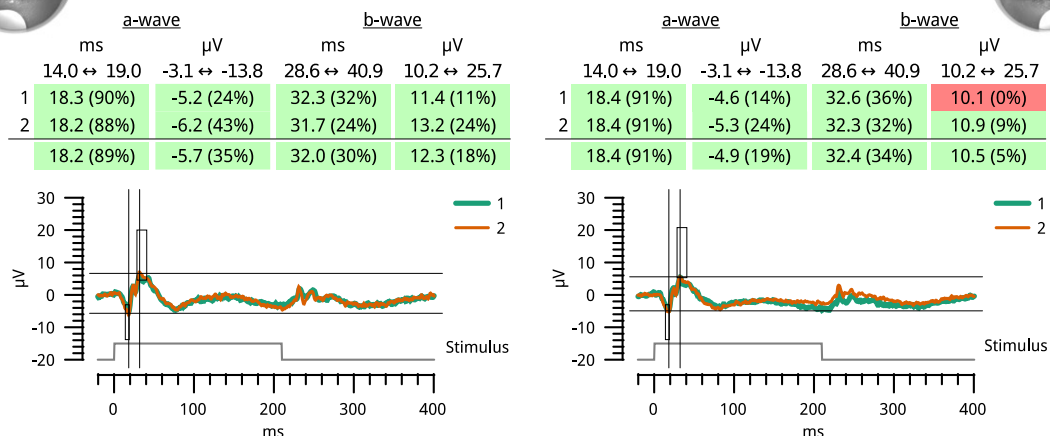 a-wave b-wave
ms µV ms µV
14.0 ↔ 19.0 -3.1 ↔ -13.8 28.6 ↔ 40.9 10.2 ↔ 25.7
1 18.3 (90%) -5.2 (24%) 32.3 (32%) 11.4 (11%)
2 18.2 (88%) -6.2 (43%) 31.7 (24%) 13.2 (24%)
18.2 (89%) -5.7 (35%) 32.0 (30%) 12.3 (18%)
30
20
10
0
-10
-20
µV
1
2
Stimulus
0 100 200 300 400
ms
a-wave b-wave
ms µV ms µV
14.0 ↔ 19.0 -3.1 ↔ -13.8 28.6 ↔ 40.9 10.2 ↔ 25.7
1 18.4 (91%) -4.6 (14%) 32.6 (36%) 10.1 (0%)
2 18.4 (91%) -5.3 (24%) 32.3 (32%) 10.9 (9%)
18.4 (91%) -4.9 (19%) 32.4 (34%) 10.5 (5%)
30
20
10
0
-10
-20
µV
1
2
Stimulus
0 100 200 300 400
ms